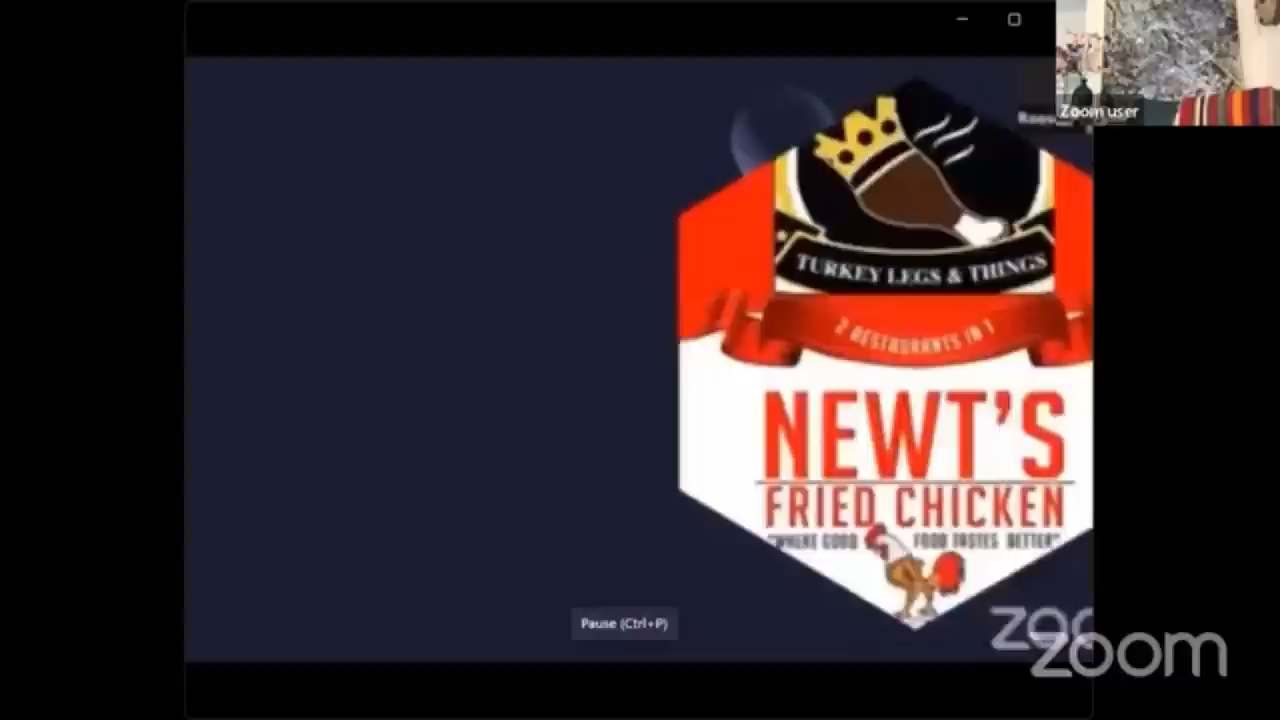 Zoom user
TURKEY LEGS & THINGS
2 RESTAURANTS IN 1
NEWT'S
FRIED CHICKEN
"WHERE GOOD FOOD TASTES BETTER"
Pause (Ctrl+P)
zoom